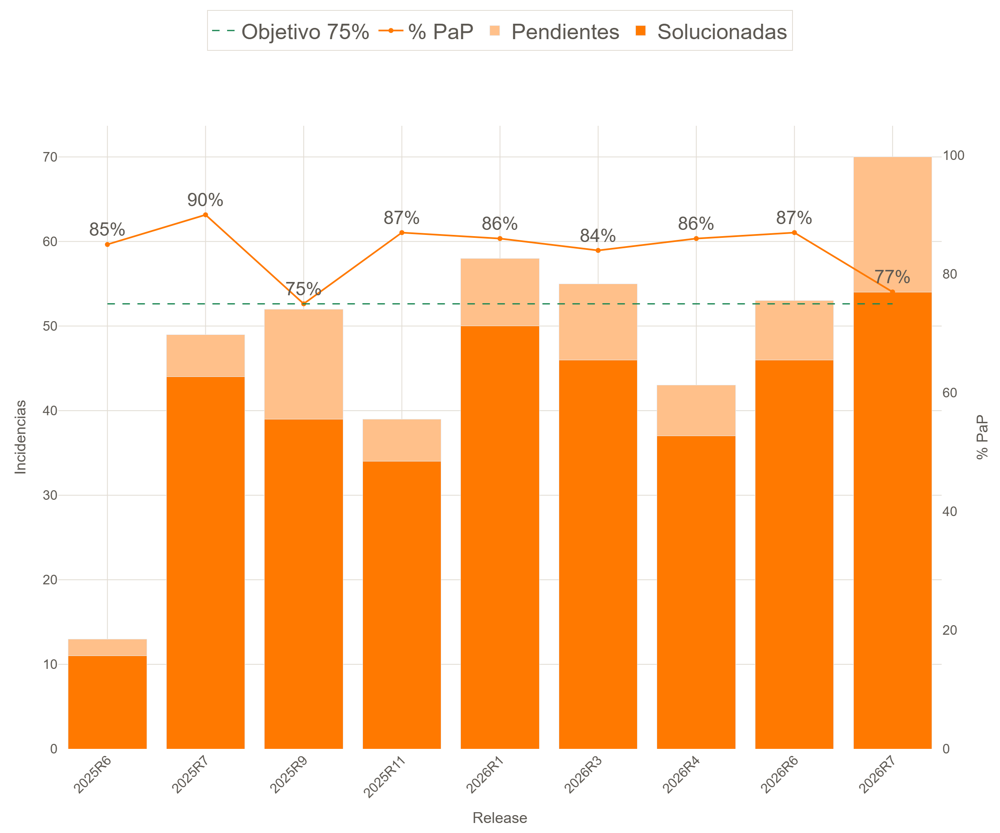 Objetivo 75% % PaP Pendientes Solucionadas
70
60
50
40
30
20
10
0
Incidencias
85%
90%
75%
87%
86%
84%
86%
87%
77%
100
80
60
40
20
0
% PaP
2025R6
2025R7
2025R9
2025R11
2026R1
2026R3
2026R4
2026R6
2026R7
Release